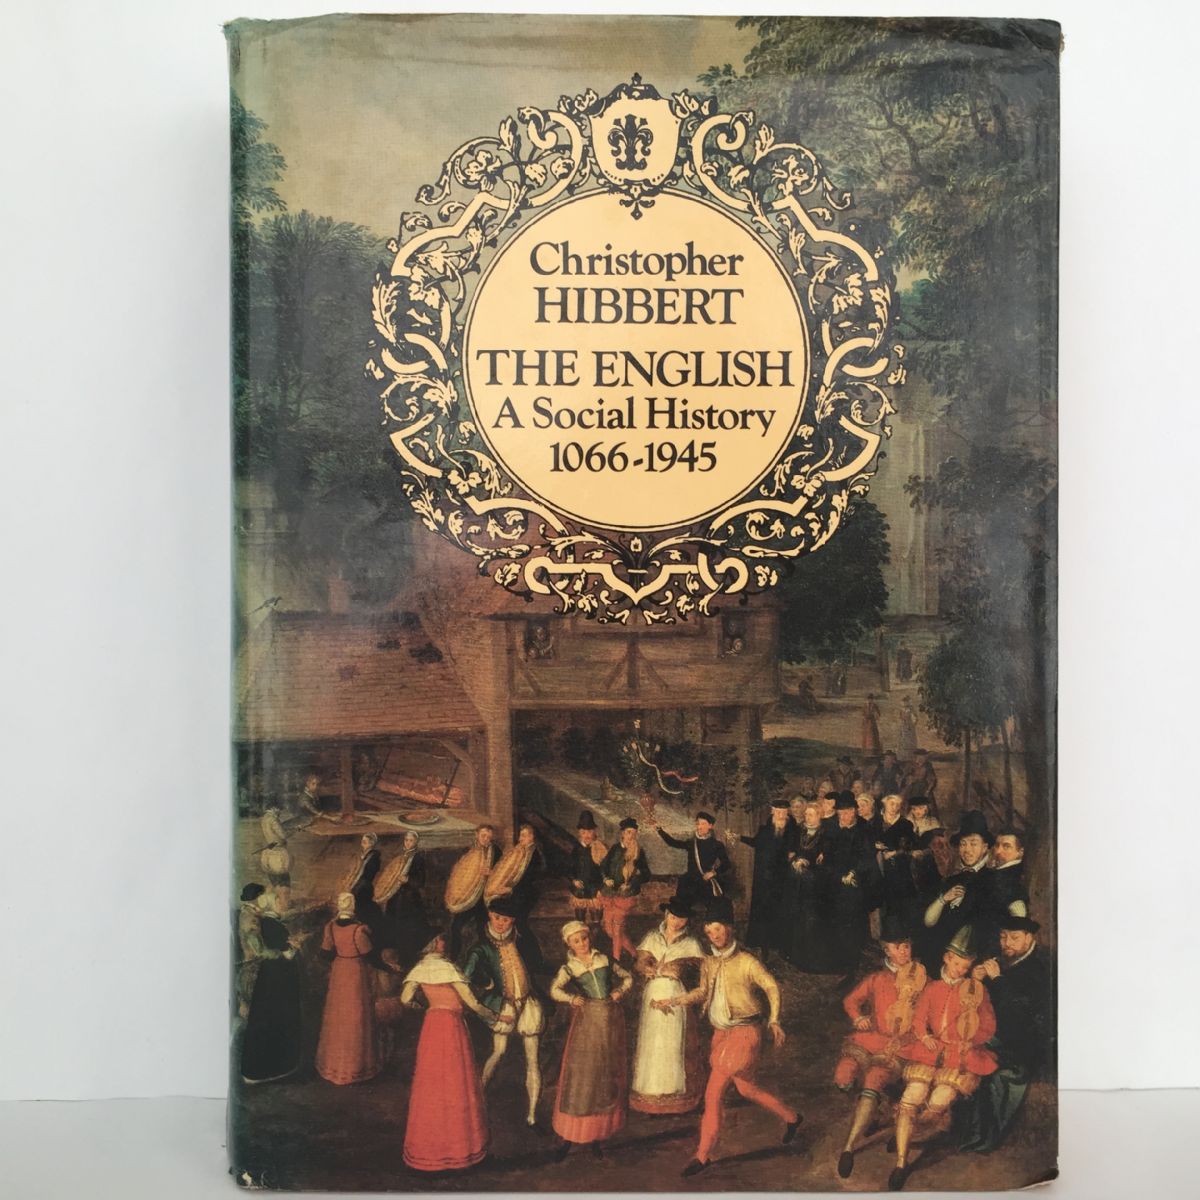 Christopher
HIBBERT
THE ENGLISH
A Social History
1066-1945